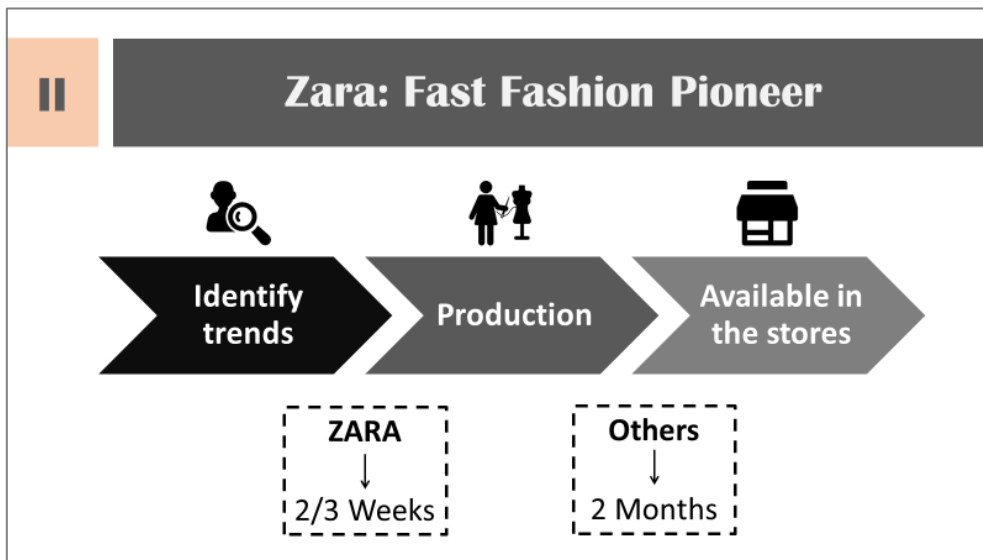 II
Zara: Fast Fashion Pioneer
Identify
trends
Production
Available in
the stores
ZARA
2/3 Weeks
Others
2 Months